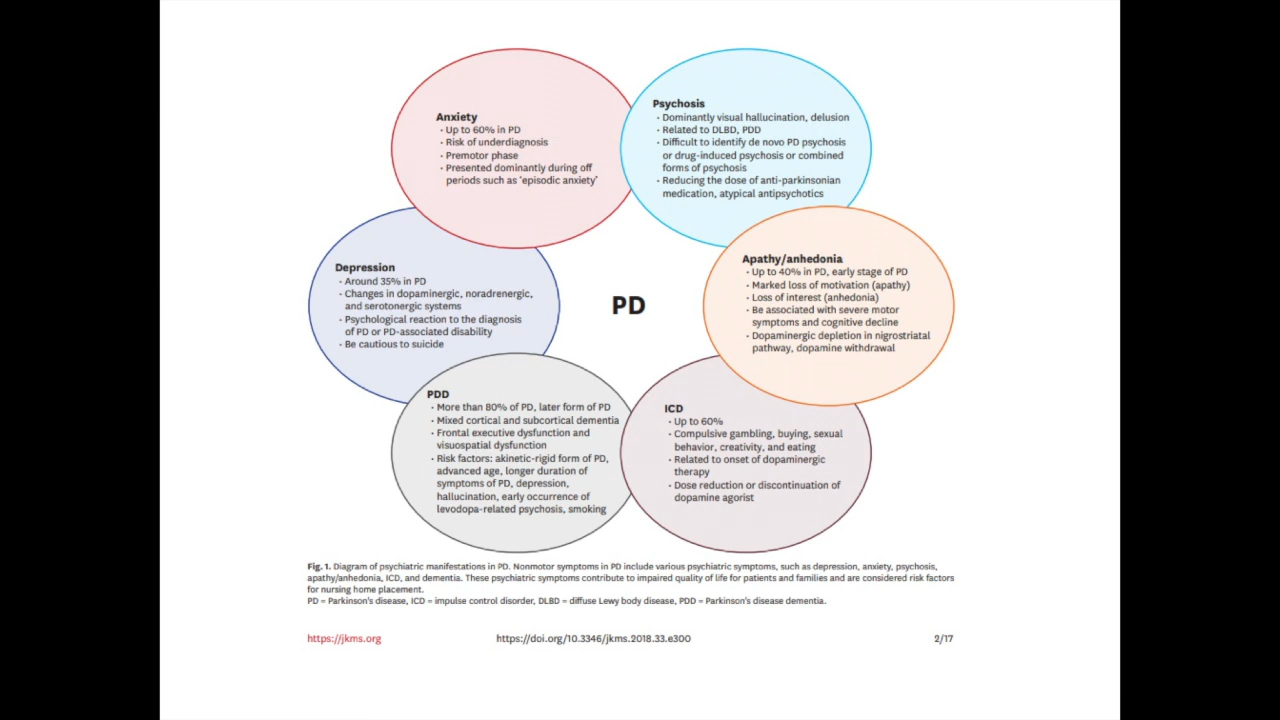 Anxiety
· Up to 60% in PD
· Risk of underdiagnosis
· Premotor phase
· Presented dominantly during off
periods such as 'episodic anxiety'
Psychosis
· Dominantly visual hallucination, delusion
· Related to DLBD, PDD
· Difficult to identify de novo PD psychosis
or drug-induced psychosis or combined
forms of psychosis
· Reducing the dose of anti-parkinsonian
medication, atypical antipsychotics
Depression
· Around 35% in PD
· Changes in dopaminergic, noradrenergic,
and serotonergic systems
· Psychological reaction to the diagnosis
of PD or PD-associated disability
· Be cautious to suicide
PD
Apathy/anhedonia
· Up to 40% in PD, early stage of PD
· Marked loss of motivation (apathy)
· Loss of interest (anhedonia)
· Be associated with severe motor
symptoms and cognitive decline
· Dopaminergic depletion in nigrostriatal
pathway, dopamine withdrawal
PDD
· More than 80% of PD, later form of PD
· Mixed cortical and subcortical dementia
· Frontal executive dysfunction and
visuospatial dysfunction
· Risk factors: akinetic-rigid form of PD,
advanced age, longer duration of
symptoms of PD, depression,
hallucination, early occurrence of
levodopa-related psychosis, smoking
ICD
· Up to 60%
· Compulsive gambling, buying, sexual
behavior, creativity, and eating
· Related to onset of dopaminergic
therapy
· Dose reduction or discontinuation of
dopamine agorist
Fig. 1. Diagram of psychiatric manifestations in PD. Nonmotor symptoms in PD include various psychiatric symptoms, such as depression, anxiety, psychosis,
apathy/anhedonia, ICD, and dementia. These psychiatric symptoms contribute to impaired quality of life for patients and families and are considered risk factors
for nursing home placement.
PD = Parkinson's disease, ICD = impulse control disorder, DLBD = diffuse Lewy body disease, PDD = Parkinson's disease dementia.
https://jkms.org
https://doi.org/10.3346/jkms.2018.33.e300
2/17